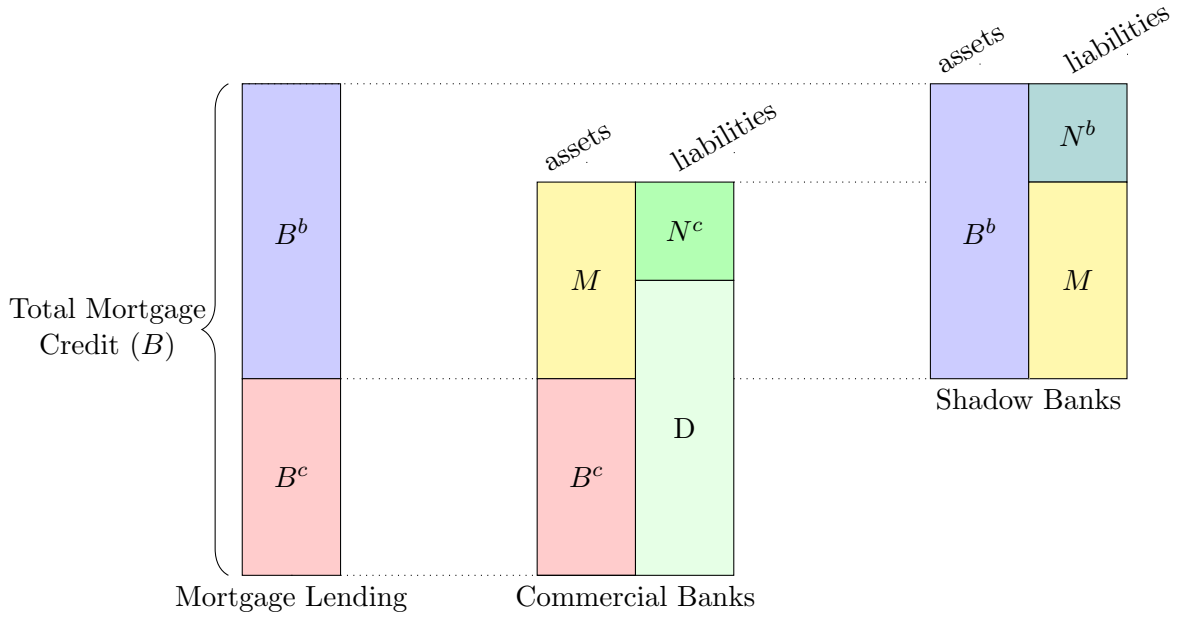 assets
liabilities
assets
liabilities
B^b
N^b
B^b
M
N^c
M
Total Mortgage
Credit (B)
Shadow Banks
D
B^c
B^c
Mortgage Lending
Commercial Banks